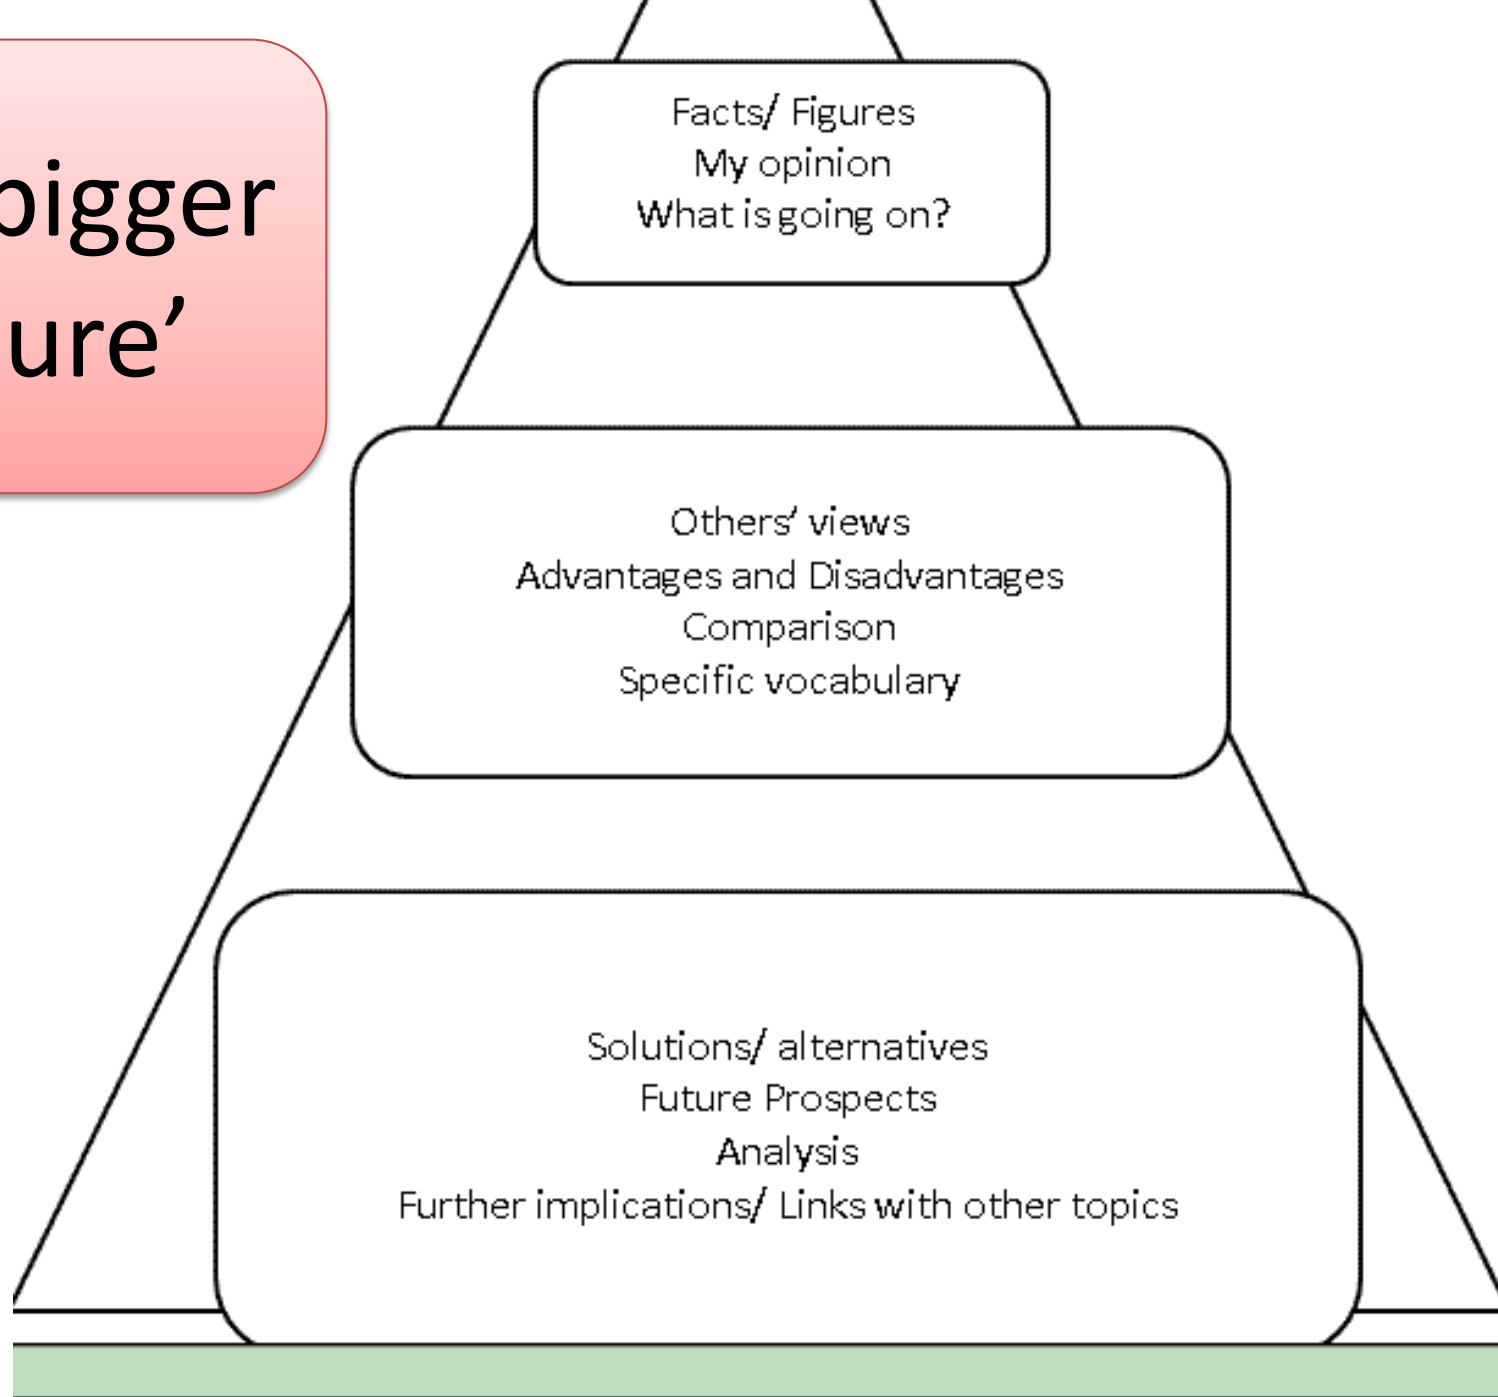 bigger
ure’
Facts/ Figures
My opinion
What is going on?
Others’ views
Advantages and Disadvantages
Comparison
Specific vocabulary
Solutions/ alternatives
Future Prospects
Analysis
Further implications/ Links with other topics